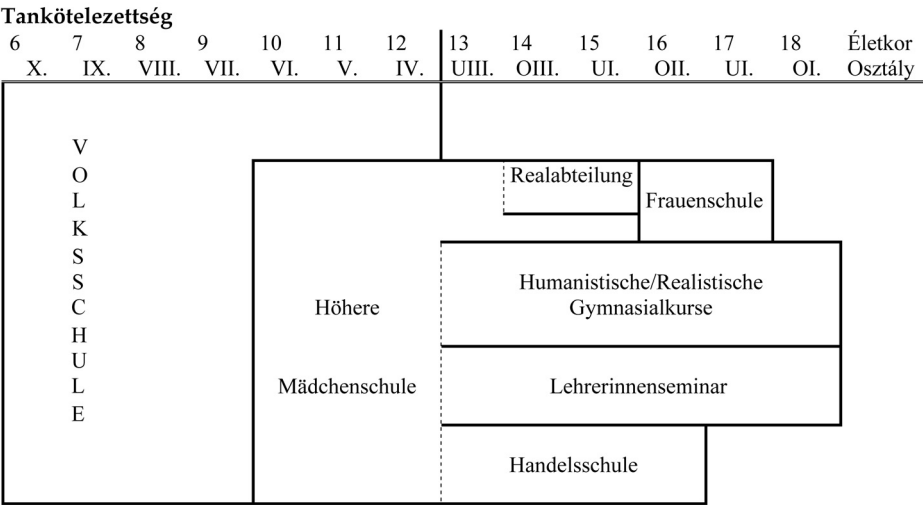 Tankötelezettség
6 7 8 9 10 11 12 13 14 15 16 17 18 Életkor
X. IX. VIII. VII. VI. V. IV. UIII. OIII. UI. OII. UI. OI. Osztály
V
O
L
K
S
S
C
H
U
L
E
Realabteilung
Frauenschule
Humanistische/Realistische
Gymnasialkurse
Höhere
Mädchenschule
Lehrerinnenseminar
Handelsschule